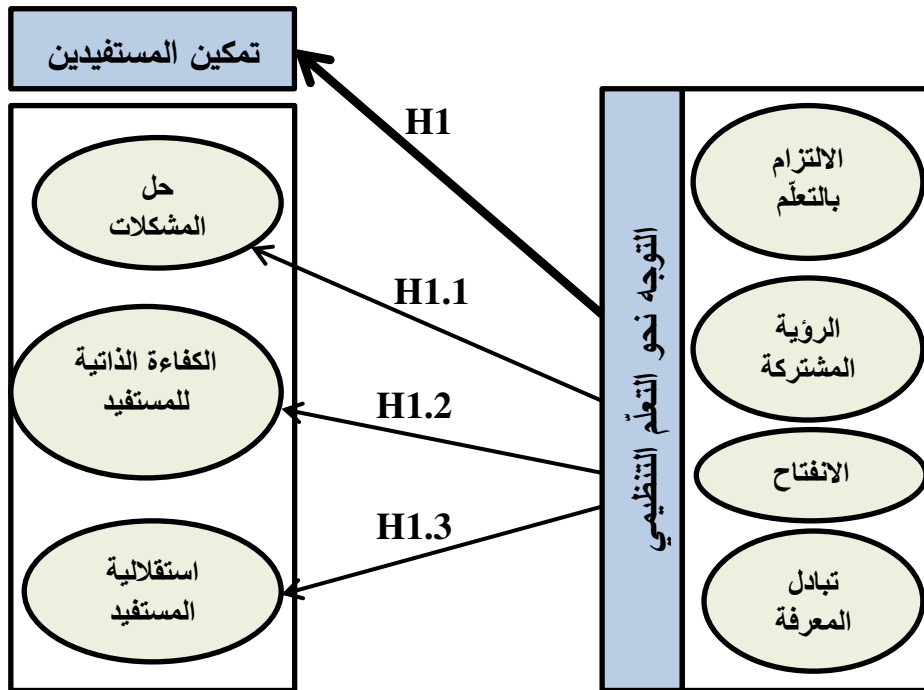 تمكين المستفيدين
H1
الالتزام
بالتعلّم
حل
المشكلات
H1.1
الرؤية
المشتركة
التوجه نحو التعلّم التنظيمي
الكفاءة الذاتية
للمستفيد
H1.2
الانفتاح
H1.3
استقلالية
المستفيد
تبادل
المعرفة